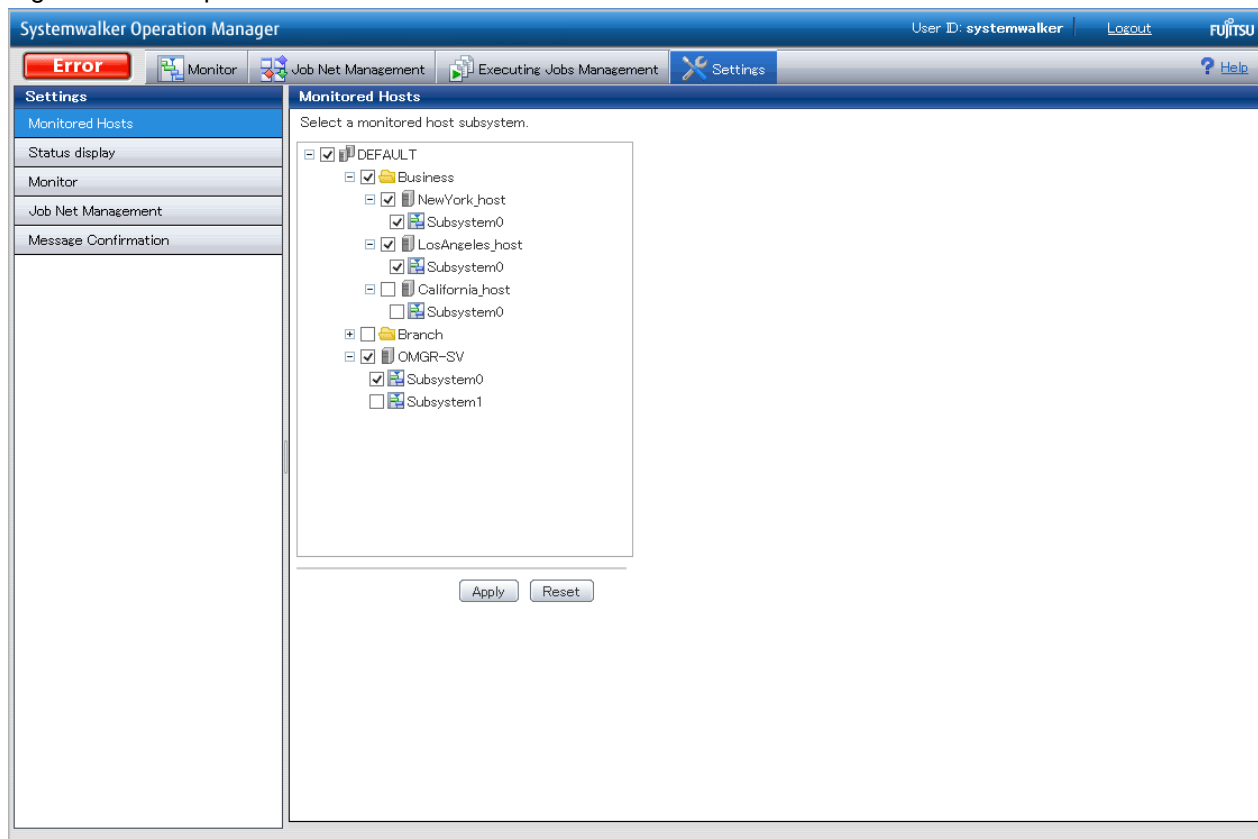 Systemwalker Operation Manager
User ID: systemwalker
Logout
FUJITSU
Error
Monitor
Job Net Management
Executing Jobs Management
Settings
? Help
Settings
Monitored Hosts
Status display
Monitor
Job Net Management
Message Confirmation
Monitored Hosts
Select a monitored host subsystem.
DEFAULT
Business
NewYork_host
Subsystem0
LosAngeles_host
Subsystem0
California_host
Subsystem0
Branch
OMGR-SV
Subsystem0
Subsystem1
Apply
Reset